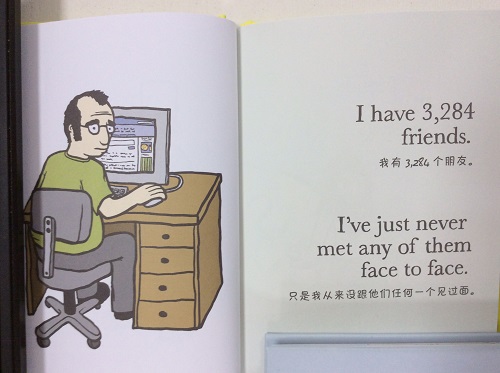 I have 3,284
friends.
我有 3,284 个朋友。
I've just never
met any of them
face to face.
只是我从来没跟他们任何一个见过面。